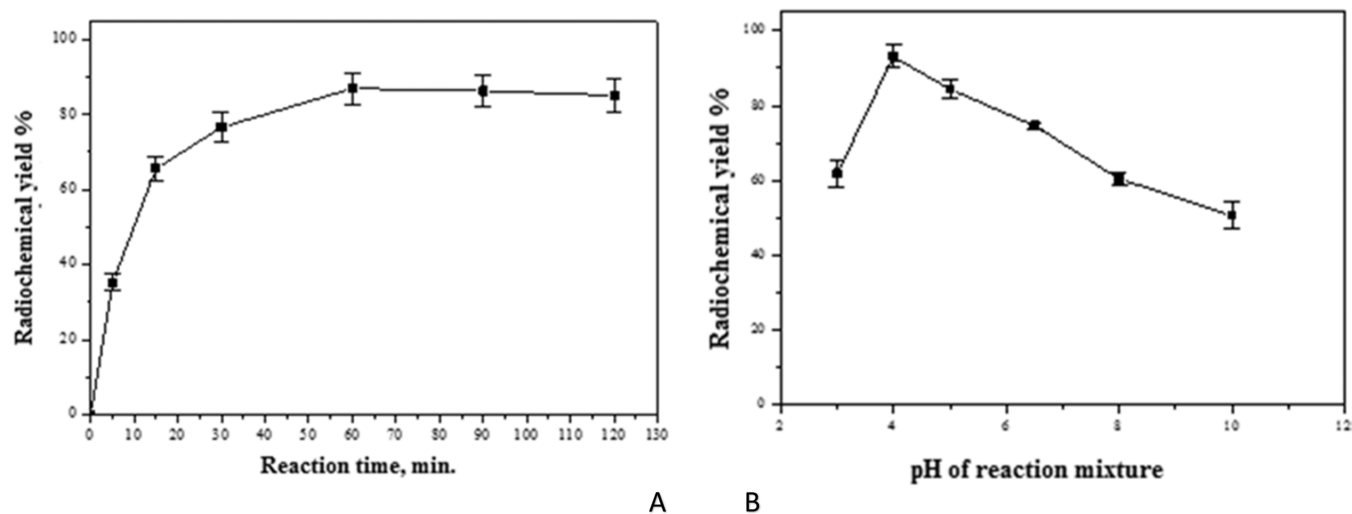 Radiochemical yield %
100
80
60
40
20
0
0 10 20 30 40 50 60 70 80 90 100 110 120 130
Reaction time, min.
A
Radiochemical yield %
100
80
60
40
20
0
2 4 6 8 10 12
pH of reaction mixture
B